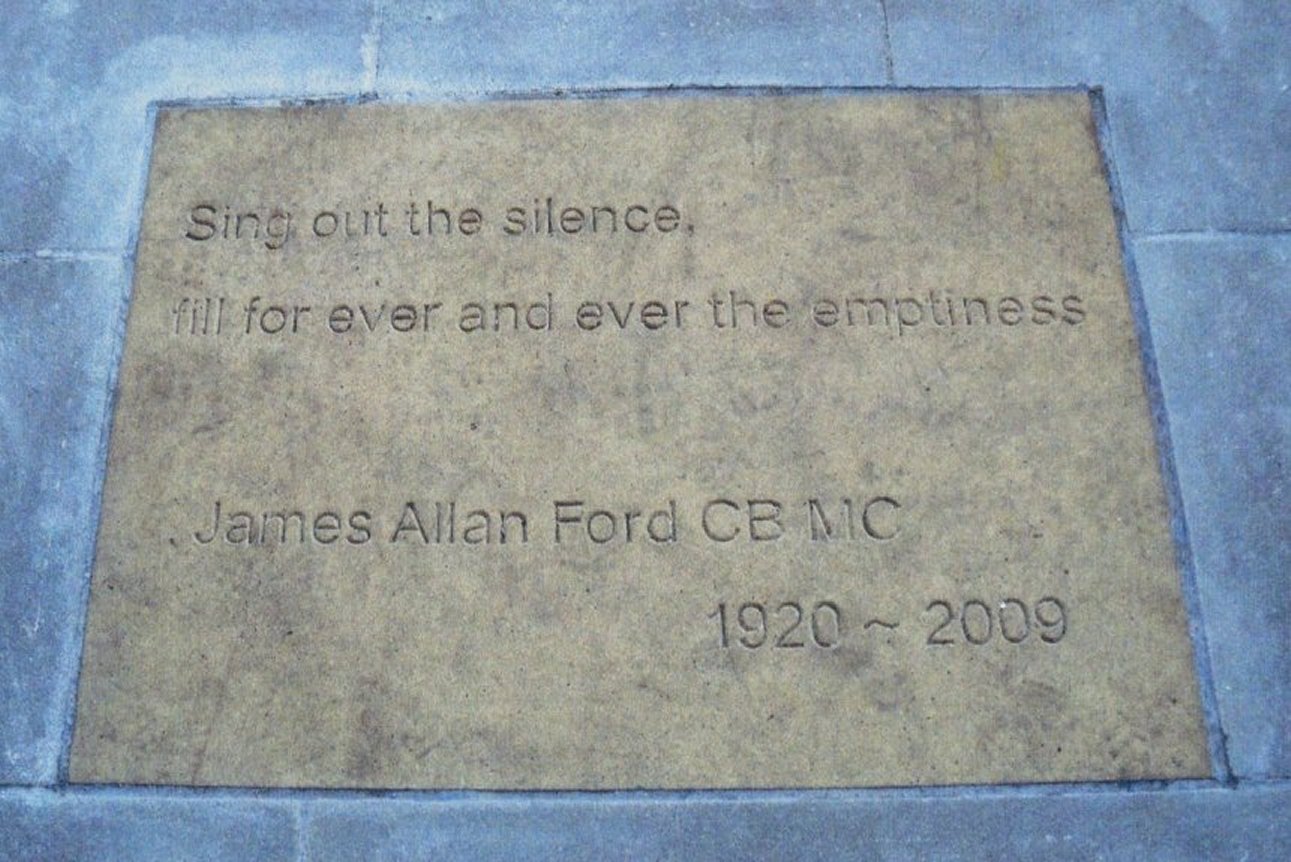 Sing out the silence,
fill for ever and ever the emptiness
James Allan Ford CB MC
1920 ~ 2009